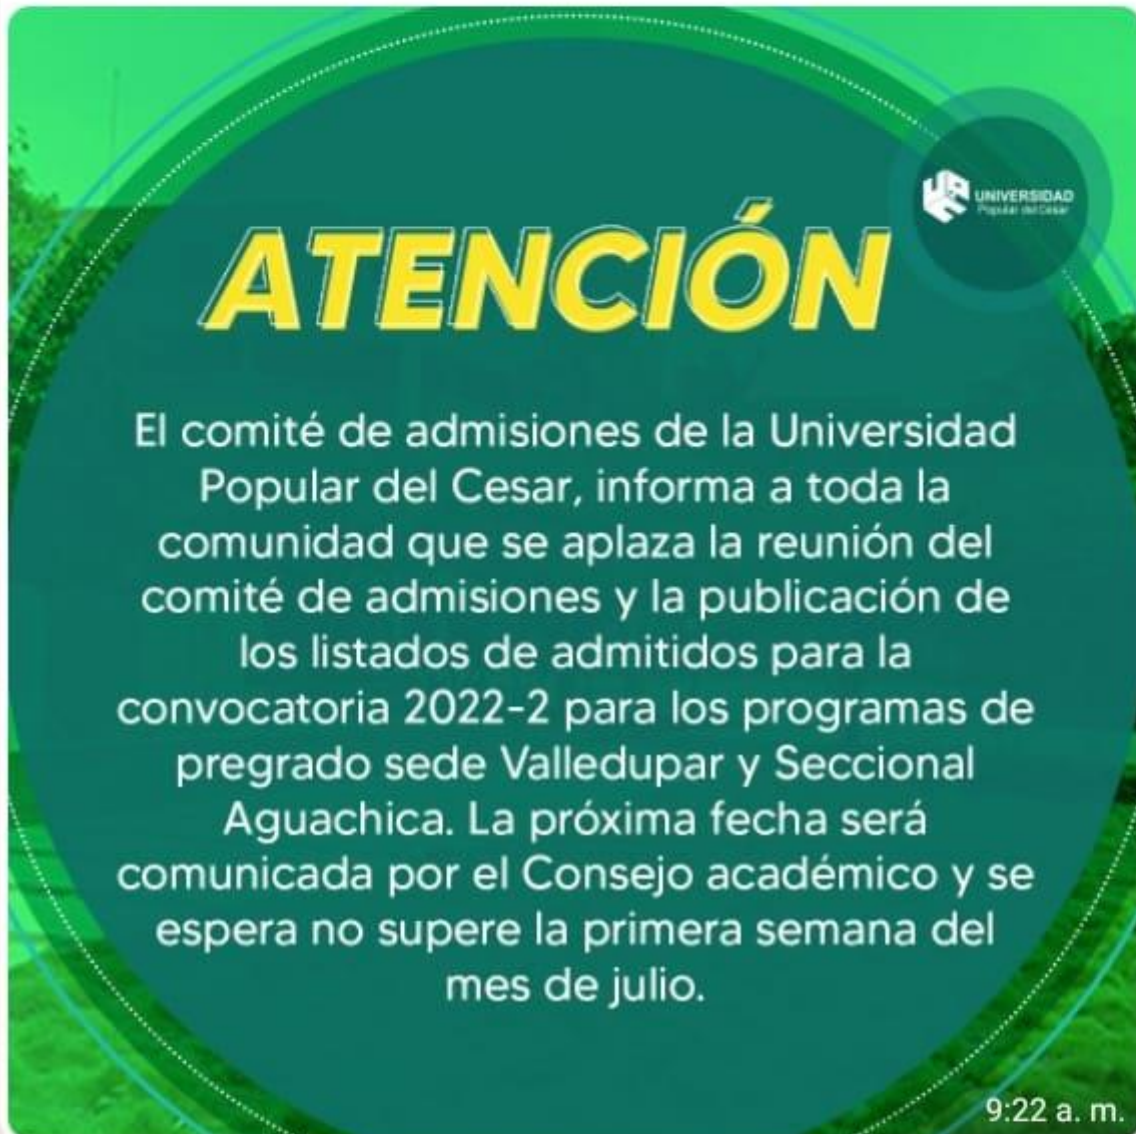 UNIVERSIDAD
Popular del Cesar
ATENCIÓN
El comité de admisiones de la Universidad
Popular del Cesar, informa a toda la
comunidad que se aplaza la reunión del
comité de admisiones y la publicación de
los listados de admitidos para la
convocatoria 2022-2 para los programas de
pregrado sede Valledupar y Seccional
Aguachica. La próxima fecha será
comunicada por el Consejo académico y se
espera no supere la primera semana del
mes de julio.
9:22 a. m.